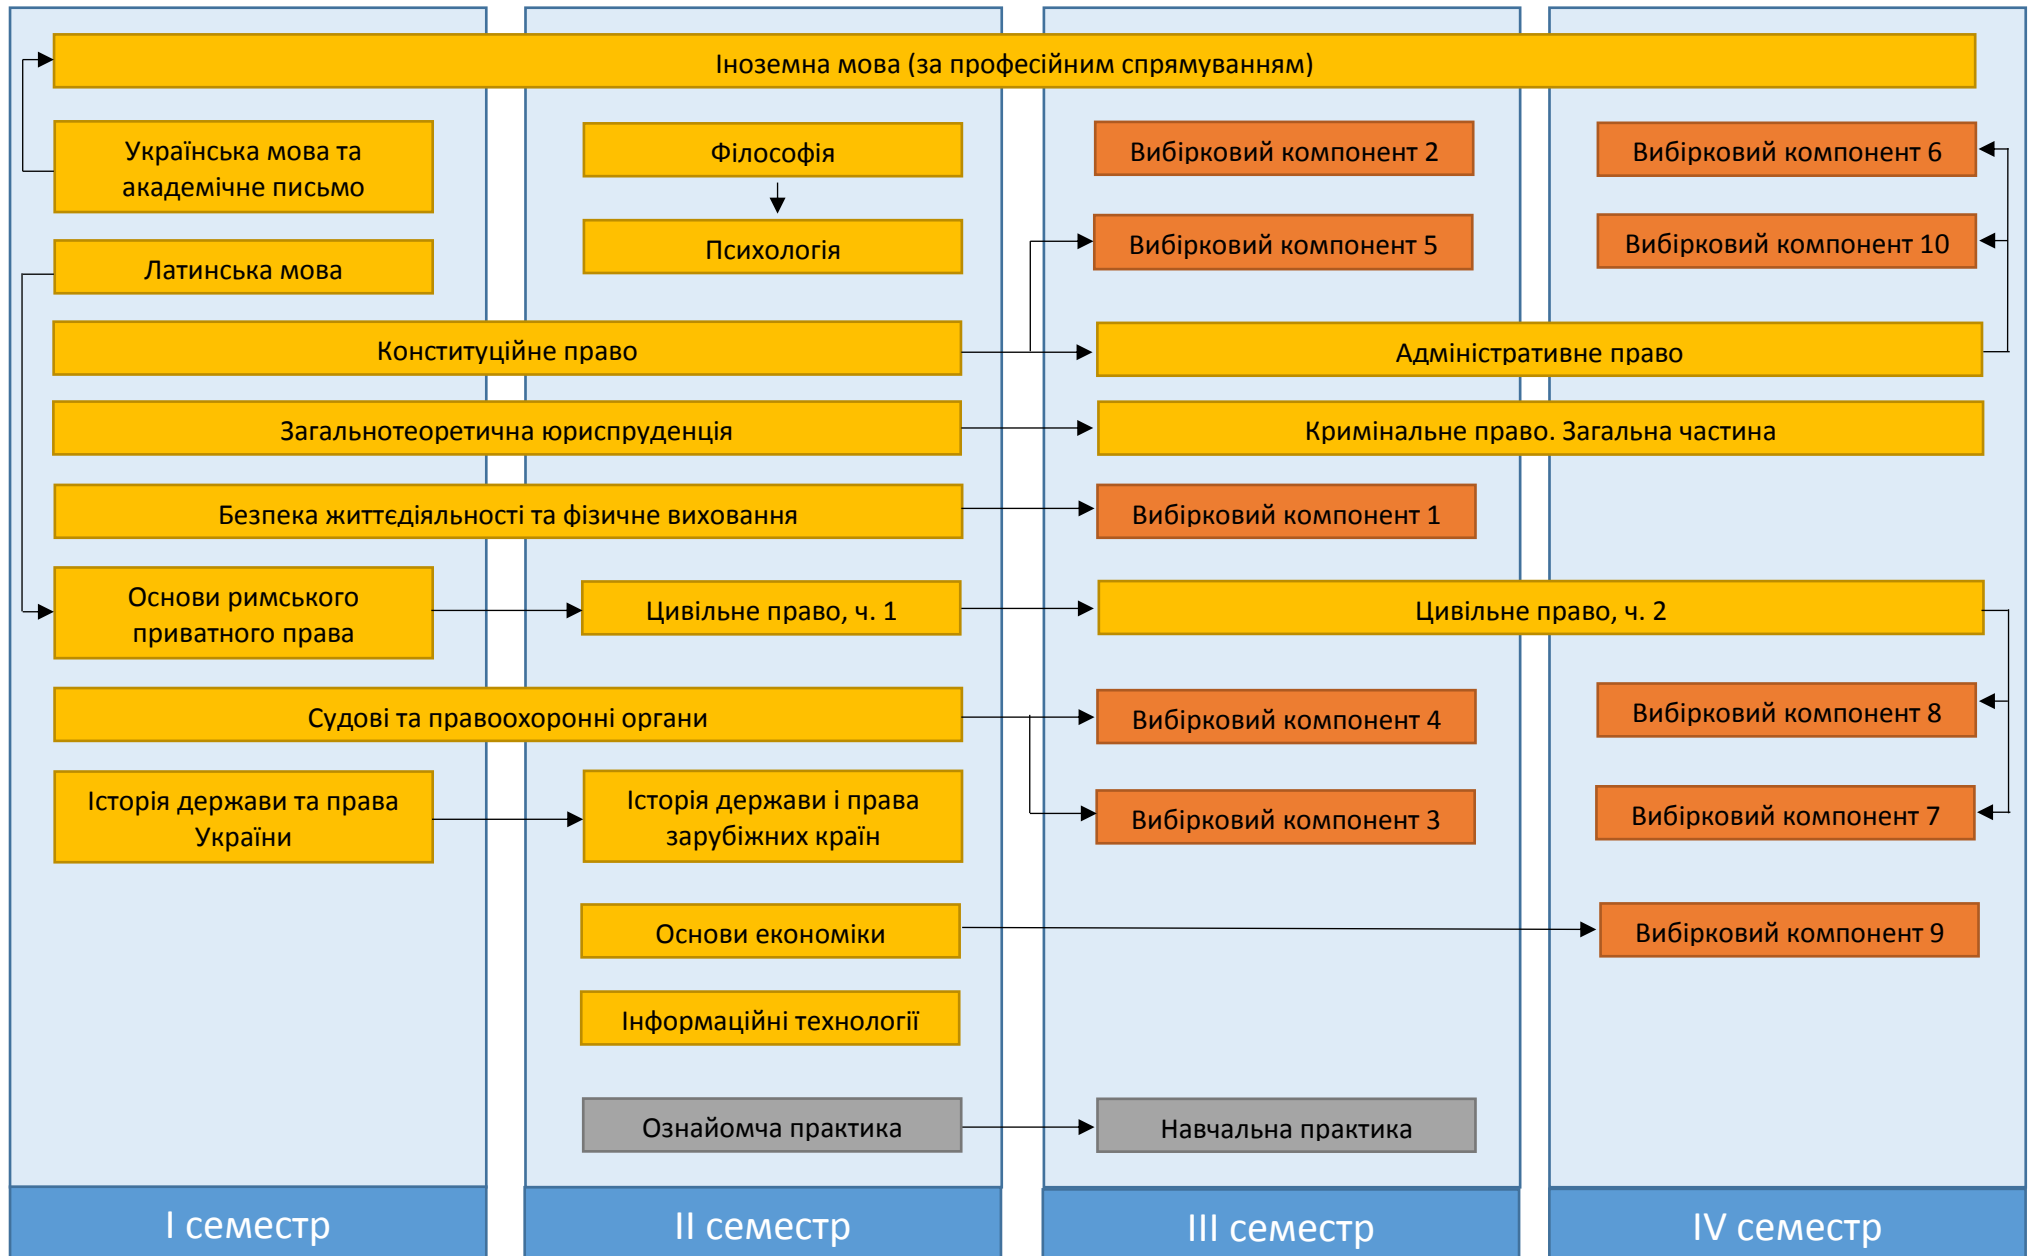 Іноземна мова (за професійним спрямуванням)
Українська мова та
академічне письмо
Філософія
Вибірковий компонент 2
Вибірковий компонент 6
Латинська мова
Психологія
Вибірковий компонент 5
Вибірковий компонент 10
Конституційне право
Адміністративне право
Загальнотеоретична юриспруденція
Кримінальне право. Загальна частина
Безпека життєдіяльності та фізичне виховання
Вибірковий компонент 1
Основи римського
приватного права
Цивільне право, ч. 1
Цивільне право, ч. 2
Судові та правоохоронні органи
Вибірковий компонент 4
Вибірковий компонент 8
Історія держави та права
України
Історія держави і права
зарубіжних країн
Вибірковий компонент 3
Вибірковий компонент 7
Основи економіки
Вибірковий компонент 9
Інформаційні технології
Ознайомча практика
Навчальна практика
І семестр
ІІ семестр
ІІІ семестр
IV семестр